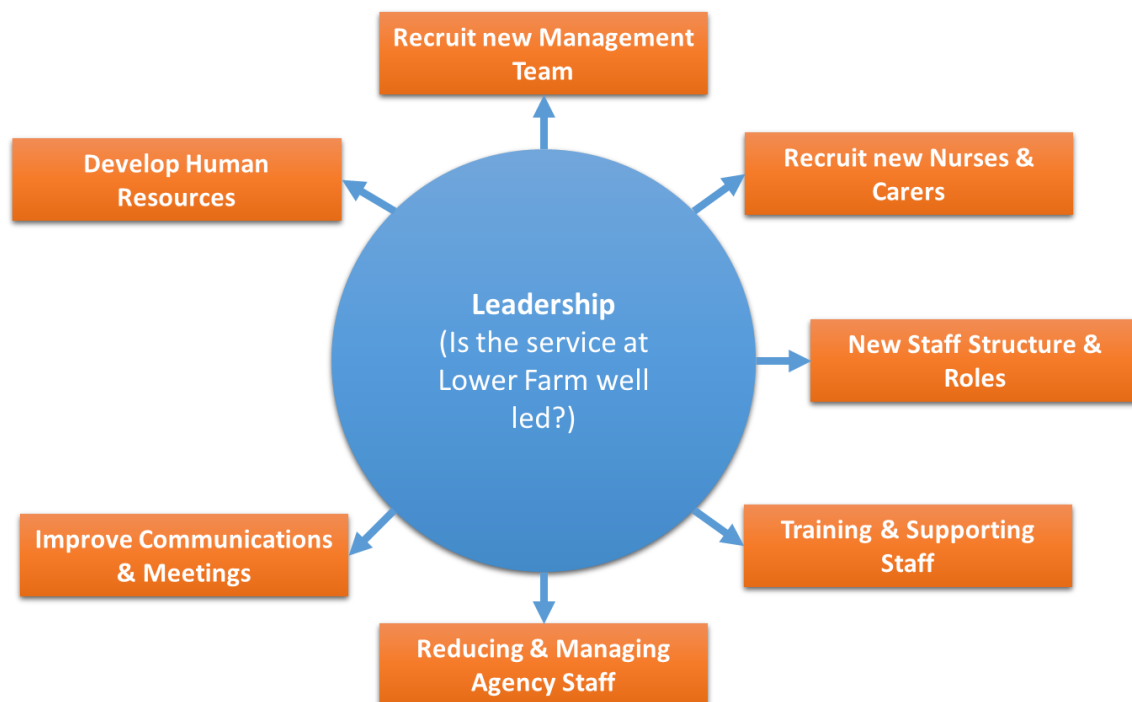 Recruit new Management
Team
Recruit new Nurses &
Carers
New Staff Structure &
Roles
Training & Supporting
Staff
Reducing & Managing
Agency Staff
Improve Communications
& Meetings
Develop Human
Resources
Leadership
(Is the service at
Lower Farm well
led?)